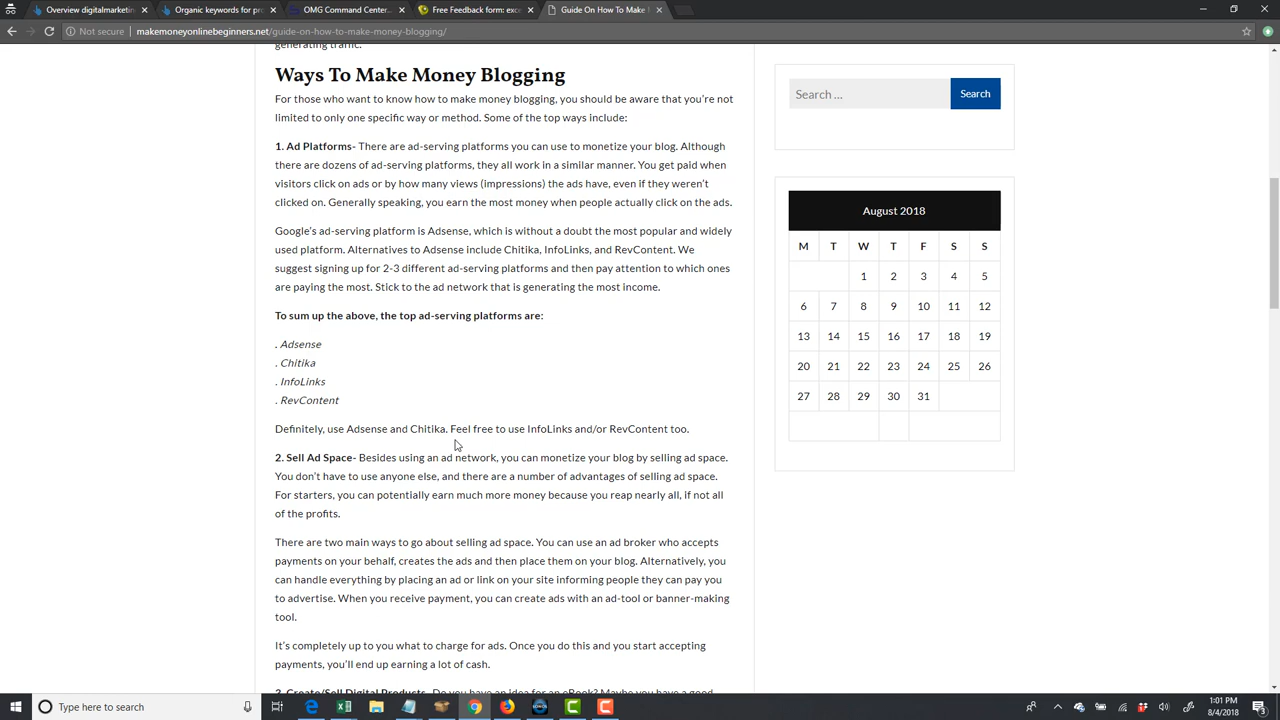 Overview digitalmarketin
Organic keywords for pro
OMG Command Center
Free Feedback form: exce
Guide On How To Make M
Not secure | makemoneyonlinebeginners.net/guide-on-how-to-make-money-blogging/
generating traffic.
Ways To Make Money Blogging
For those who want to know how to make money blogging, you should be aware that you're not
limited to only one specific way or method. Some of the top ways include:
1. Ad Platforms- There are ad-serving platforms you can use to monetize your blog. Although
there are dozens of ad-serving platforms, they all work in a similar manner. You get paid when
visitors click on ads or by how many views (impressions) the ads have, even if they weren't
clicked on. Generally speaking, you earn the most money when people actually click on the ads.
Google's ad-serving platform is Adsense, which is without a doubt the most popular and widely
used platform. Alternatives to Adsense include Chitika, InfoLinks, and RevContent. We
suggest signing up for 2-3 different ad-serving platforms and then pay attention to which ones
are paying the most. Stick to the ad network that is generating the most income.
To sum up the above, the top ad-serving platforms are:
. Adsense
. Chitika
. InfoLinks
. RevContent
Definitely, use Adsense and Chitika. Feel free to use InfoLinks and/or RevContent too.
2. Sell Ad Space- Besides using an ad network, you can monetize your blog by selling ad space.
You don't have to use anyone else, and there are a number of advantages of selling ad space.
For starters, you can potentially earn much more money because you reap nearly all, if not all
of the profits.
There are two main ways to go about selling ad space. You can use an ad broker who accepts
payments on your behalf, creates the ads and then place them on your blog. Alternatively, you
can handle everything by placing an ad or link on your site informing people they can pay you
to advertise. When you receive payment, you can create ads with an ad-tool or banner-making
tool.
It's completely up to you what to charge for ads. Once you do this and you start accepting
payments, you'll end up earning a lot of cash.
3. Create/Sell Digital Products- Do you have an idea for an eBook? Maybe you have a good
Search ...
Search
August 2018
M T W T F S S
1 2 3 4 5
6 7 8 9 10 11 12
13 14 15 16 17 18 19
20 21 22 23 24 25 26
27 28 29 30 31
Type here to search
1:01 PM
8/4/2018